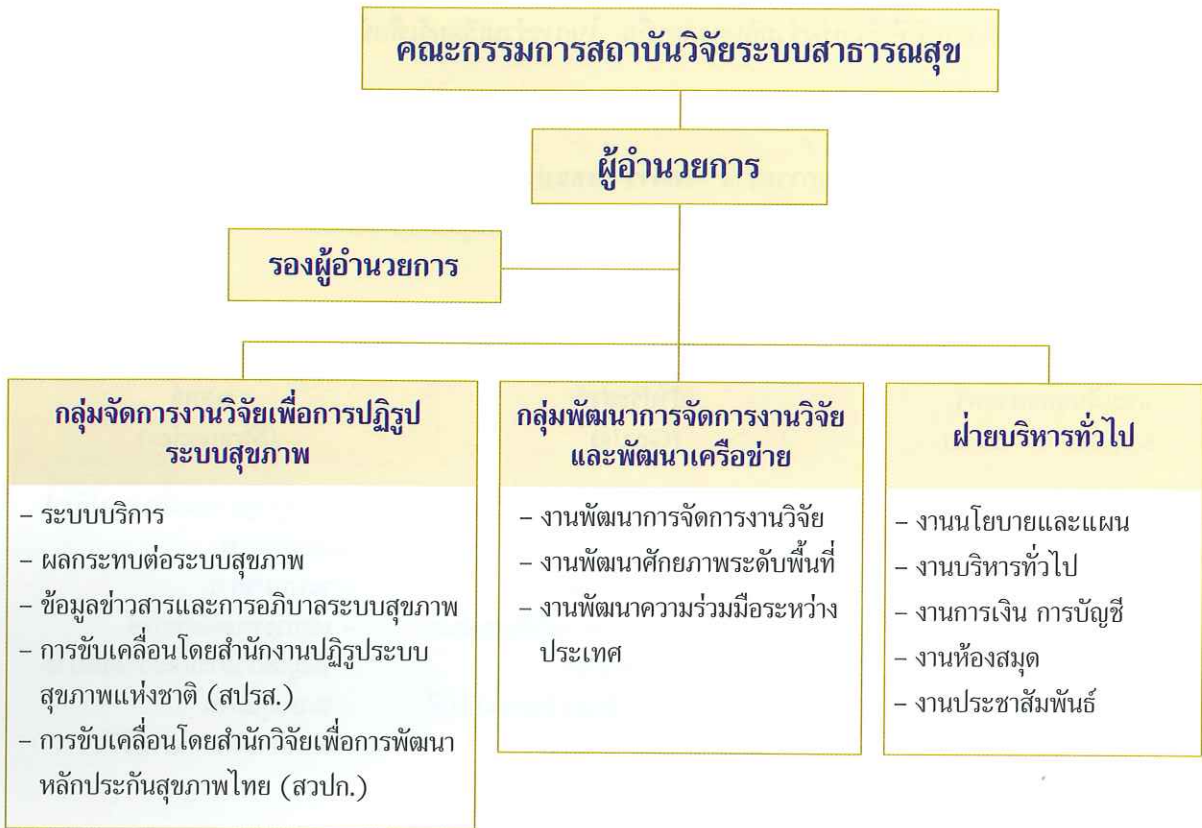 คณะกรรมการสถาบันวิจัยระบบสาธารณสุข
ผู้อำนวยการ
รองผู้อำนวยการ
กลุ่มจัดการงานวิจัยเพื่อการปฏิรูป
ระบบสุขภาพ
– ระบบบริการ
– ผลกระทบต่อระบบสุขภาพ
– ข้อมูลข่าวสารและการอภิบาลระบบสุขภาพ
– การขับเคลื่อนโดยสำนักงานปฏิรูประบบ
สุขภาพแห่งชาติ (สปรส.)
– การขับเคลื่อนโดยสำนักวิจัยเพื่อการพัฒนา
หลักประกันสุขภาพไทย (สวปก.)
กลุ่มพัฒนาการจัดการงานวิจัย
และพัฒนาเครือข่าย
– งานพัฒนาการจัดการงานวิจัย
– งานพัฒนาศักยภาพระดับพื้นที่
– งานพัฒนาความร่วมมือระหว่าง
ประเทศ
ฝ่ายบริหารทั่วไป
– งานนโยบายและแผน
– งานบริหารทั่วไป
– งานการเงิน การบัญชี
– งานห้องสมุด
– งานประชาสัมพันธ์